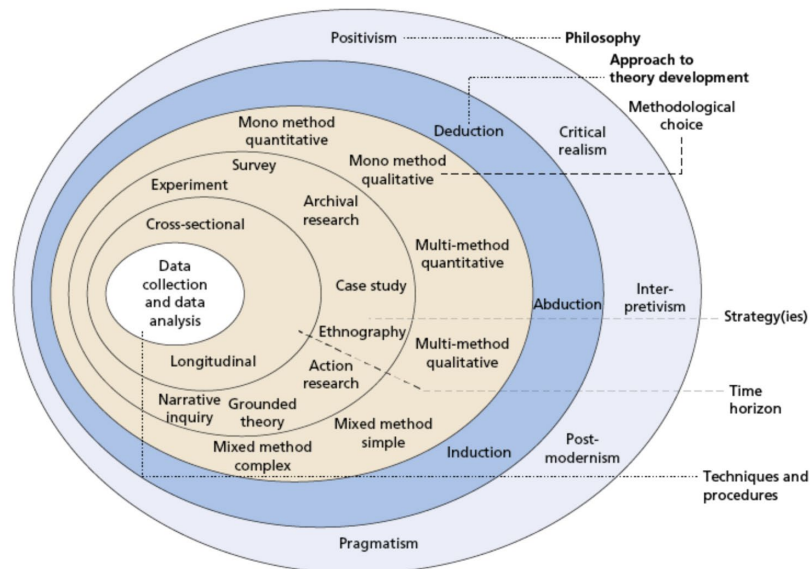 Positivism
Philosophy
Approach to
theory development
Methodological
choice
Mono method
quantitative
Deduction
Critical
realism
Survey
Mono method
qualitative
Experiment
Archival
research
Cross-sectional
Multi-method
quantitative
Data
collection
and data
analysis
Case study
Inter-
pretivism
Abduction
Strategy(ies)
Ethnography
Multi-method
qualitative
Longitudinal
Action
research
Time
horizon
Narrative
inquiry
Grounded
theory
Mixed method
simple
Mixed method
complex
Induction
Post-
modernism
Techniques and
procedures
Pragmatism